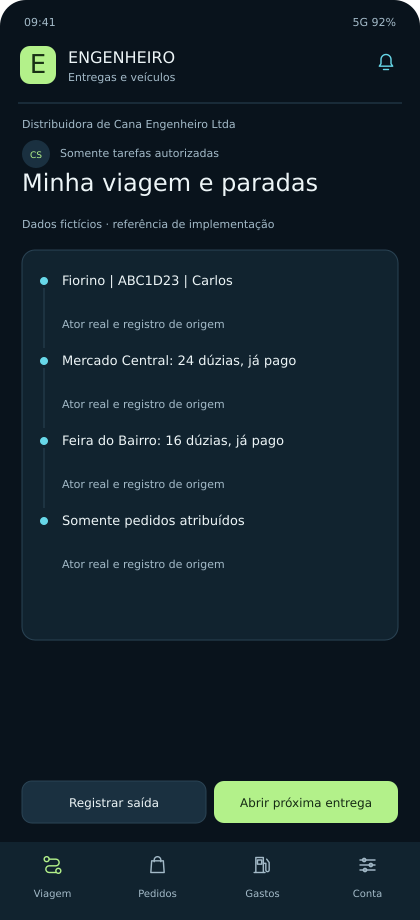 09:41 5G 92%
E ENGENHEIRO
Entregas e veículos
Distribuidora de Cana Engenheiro Ltda
CS Somente tarefas autorizadas
Minha viagem e paradas
Dados fictícios · referência de implementação
Fiorino | ABC1D23 | Carlos
Ator real e registro de origem
Mercado Central: 24 dúzias, já pago
Ator real e registro de origem
Feira do Bairro: 16 dúzias, já pago
Ator real e registro de origem
Somente pedidos atribuídos
Ator real e registro de origem
Registrar saída Abrir próxima entrega
Viagem Pedidos Gastos Conta